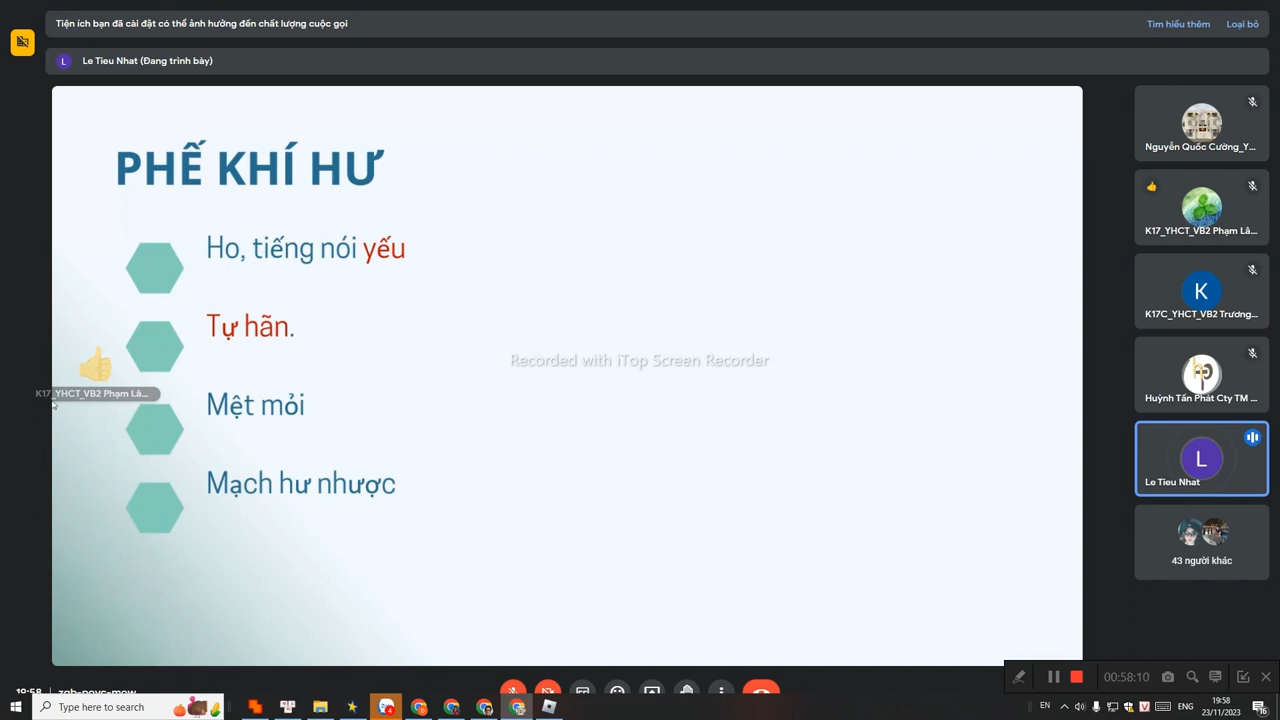 Tiện ích bạn đã cài đặt có thể ảnh hưởng đến chất lượng cuộc gọi
Tìm hiểu thêm
Loại bỏ
L
Le Tieu Nhat (Đang trình bày)
PHẾ KHÍ HƯ
Ho, tiếng nói yếu
Tự hãn.
Mệt mỏi
Mạch hư nhược
Recorded with iTop Screen Recorder
K17_YHCT_VB2 Phạm Lâ...
Nguyễn Quốc Cường_Y...
K17_YHCT_VB2 Phạm Lâ...
K
K17C_YHCT_VB2 Trương...
Huỳnh Tấn Phát Cty TM ...
L
Le Tieu Nhat
43 người khác
00:58:10
Type here to search
EN
19:58
23/11/2023